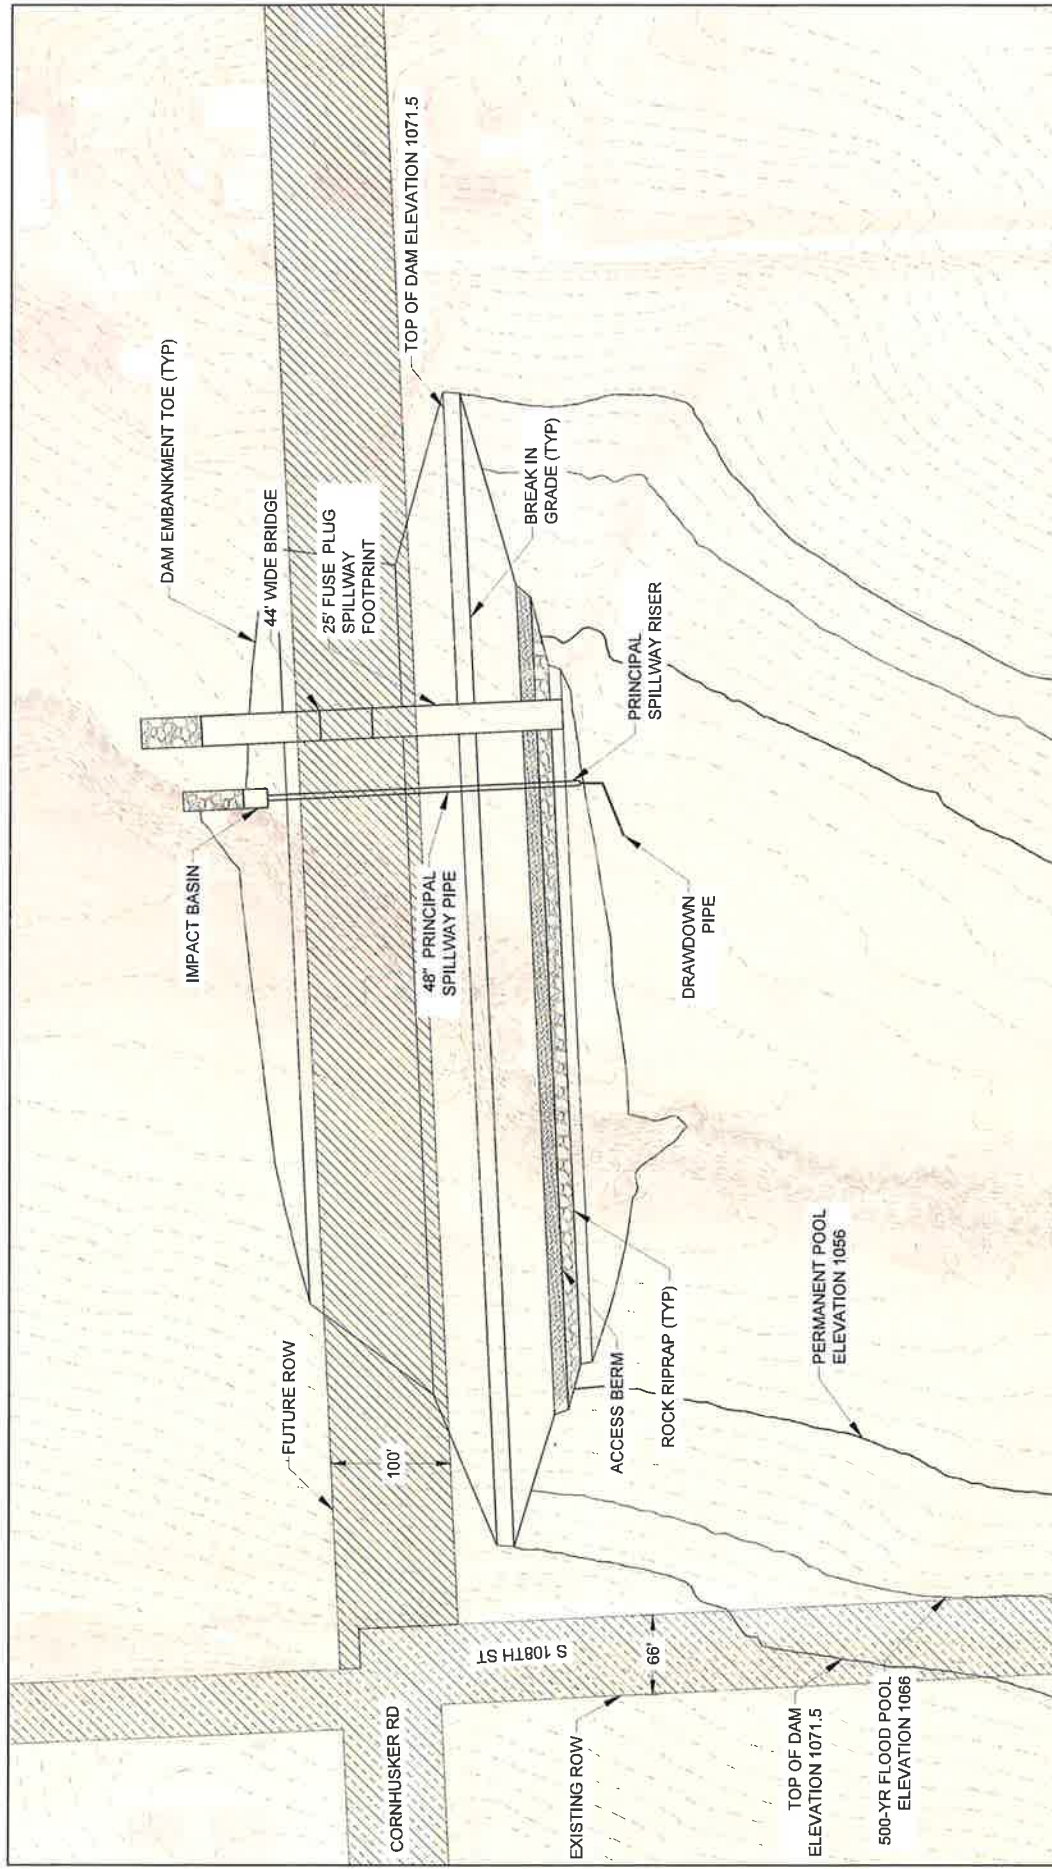 DAM EMBANKMENT TOE (TYP)
44' WIDE BRIDGE
25' FUSE PLUG
SPILLWAY
FOOTPRINT
TOP OF DAM ELEVATION 1071.5
BREAK IN
GRADE (TYP)
PRINCIPAL
SPILLWAY RISER
IMPACT BASIN
48" PRINCIPAL
SPILLWAY PIPE
DRAWDOWN
PIPE
FUTURE ROW
100'
ACCESS BERM
ROCK RIPRAP (TYP)
PERMANENT POOL
ELEVATION 1056
S 108TH ST
66'
CORNHUSKER RD
EXISTING ROW
TOP OF DAM
ELEVATION 1071.5
500-YR FLOOD POOL
ELEVATION 1066